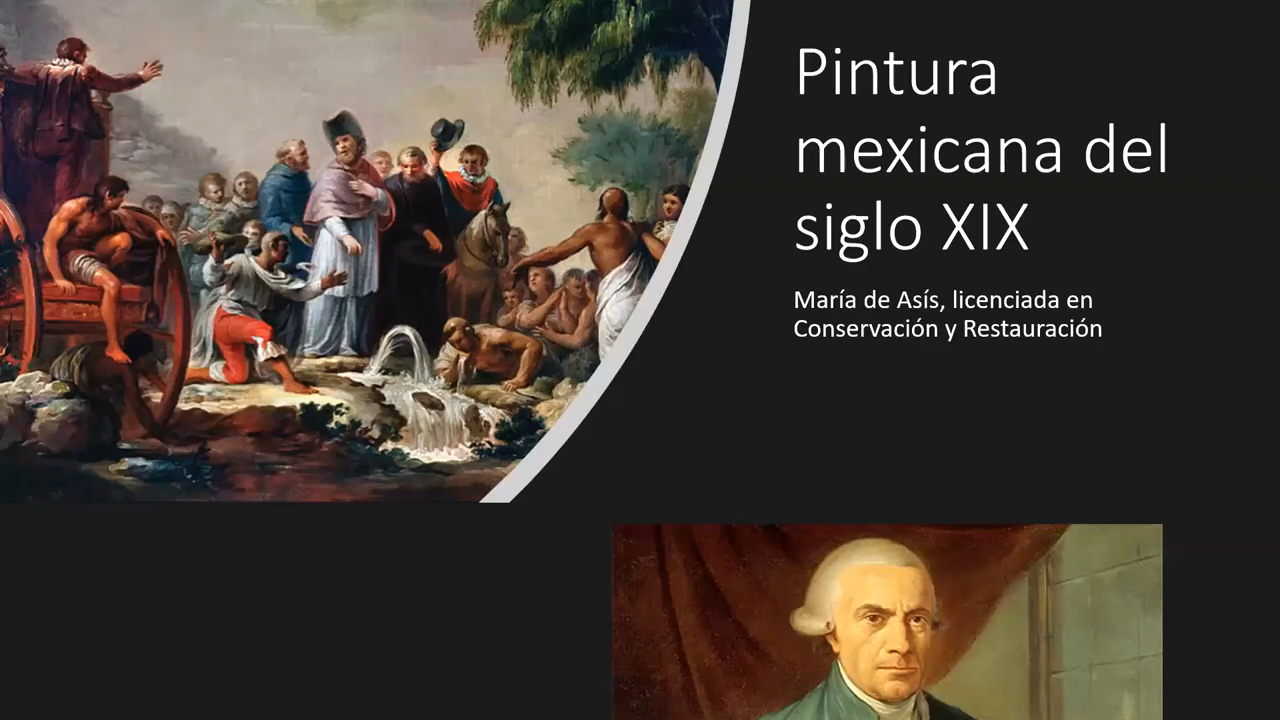 Pintura
mexicana del
siglo XIX
María de Asís, licenciada en
Conservación y Restauración